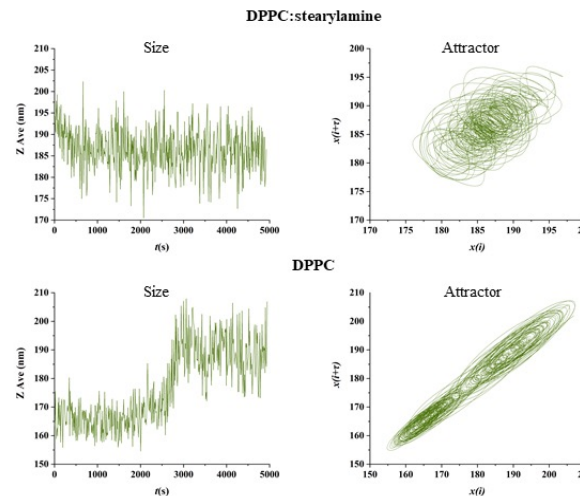 DPPC:stearylamine
Size
Attractor
Z Ave (nm)
210
205
200
195
190
185
180
175
170
0 1000 2000 3000 4000 5000
t(s)
x(i+τ)
200
195
190
185
180
175
170
170 175 180 185 190 195
x(i)
DPPC
Size
Attractor
Z Ave (nm)
210
200
190
180
170
160
150
0 1000 2000 3000 4000 5000
t(s)
x(i+τ)
210
200
190
180
170
160
150
150 160 170 180 190 200
x(i)